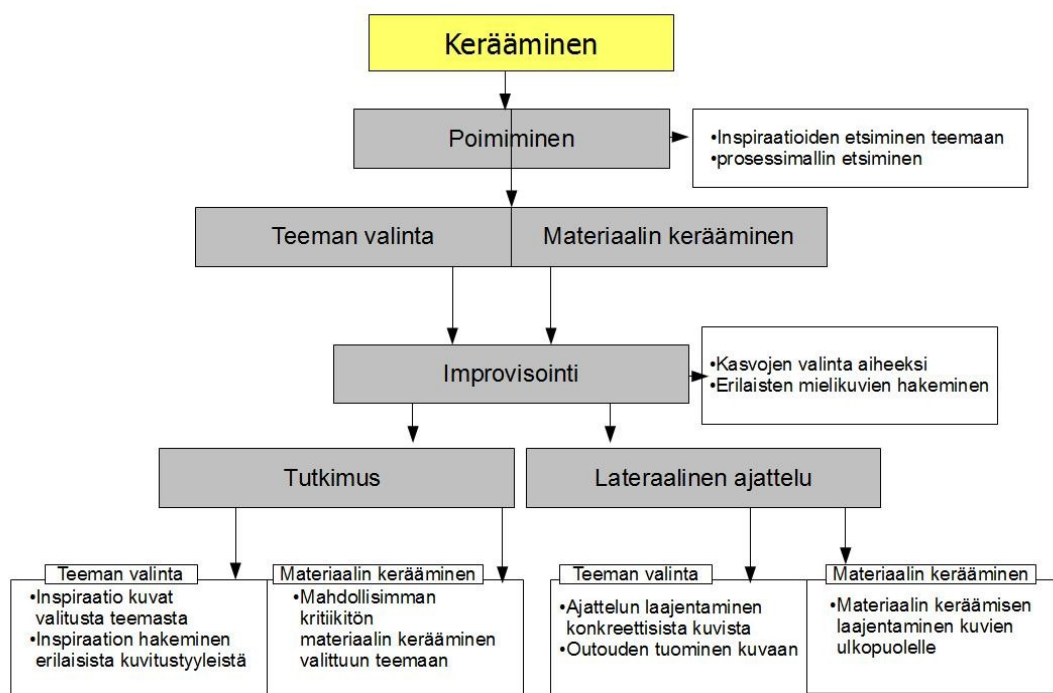 Kerääminen
Poimiminen
•Inspiraatioiden etsiminen teemaan
•prosessimallin etsiminen
Teeman valinta
Materiaalin kerääminen
Improvisointi
•Kasvojen valinta aiheeksi
•Erilaisten mielikuvien hakeminen
Tutkimus
Lateraalinen ajattelu
Teeman valinta
•Inspiraatio kuvat
valitusta teemasta
•Inspiraation hakeminen
erilaisista kuvitustyyleistä
Materiaalin kerääminen
•Mahdollisimman
kritiikitön
materiaalin kerääminen
valittuun teemaan
Teeman valinta
•Ajattelun laajentaminen
konkreettisista kuvista
•Outouden tuominen kuvaan
Materiaalin kerääminen
•Materiaalin keräämisen
laajentaminen kuvien
ulkopuolelle